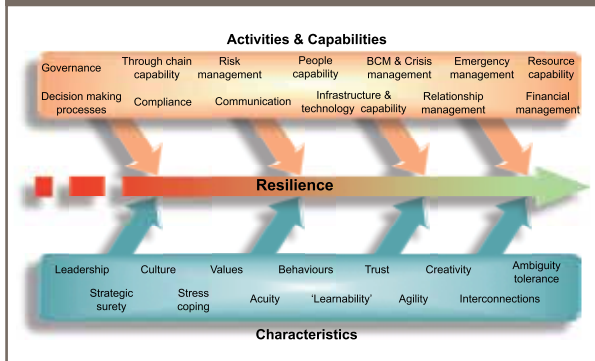 Activities & Capabilities
Governance
Through chain
capability
Risk
management
People
capability
BCM & Crisis
management
Emergency
management
Resource
capability
Decision making
processes
Compliance
Communication
Infrastructure &
technology capability
Relationship
management
Financial
management
Resilience
Leadership
Culture
Values
Behaviours
Trust
Creativity
Ambiguity
tolerance
Strategic
surety
Stress
coping
Acuity
‘Learnability’
Agility
Interconnections
Characteristics